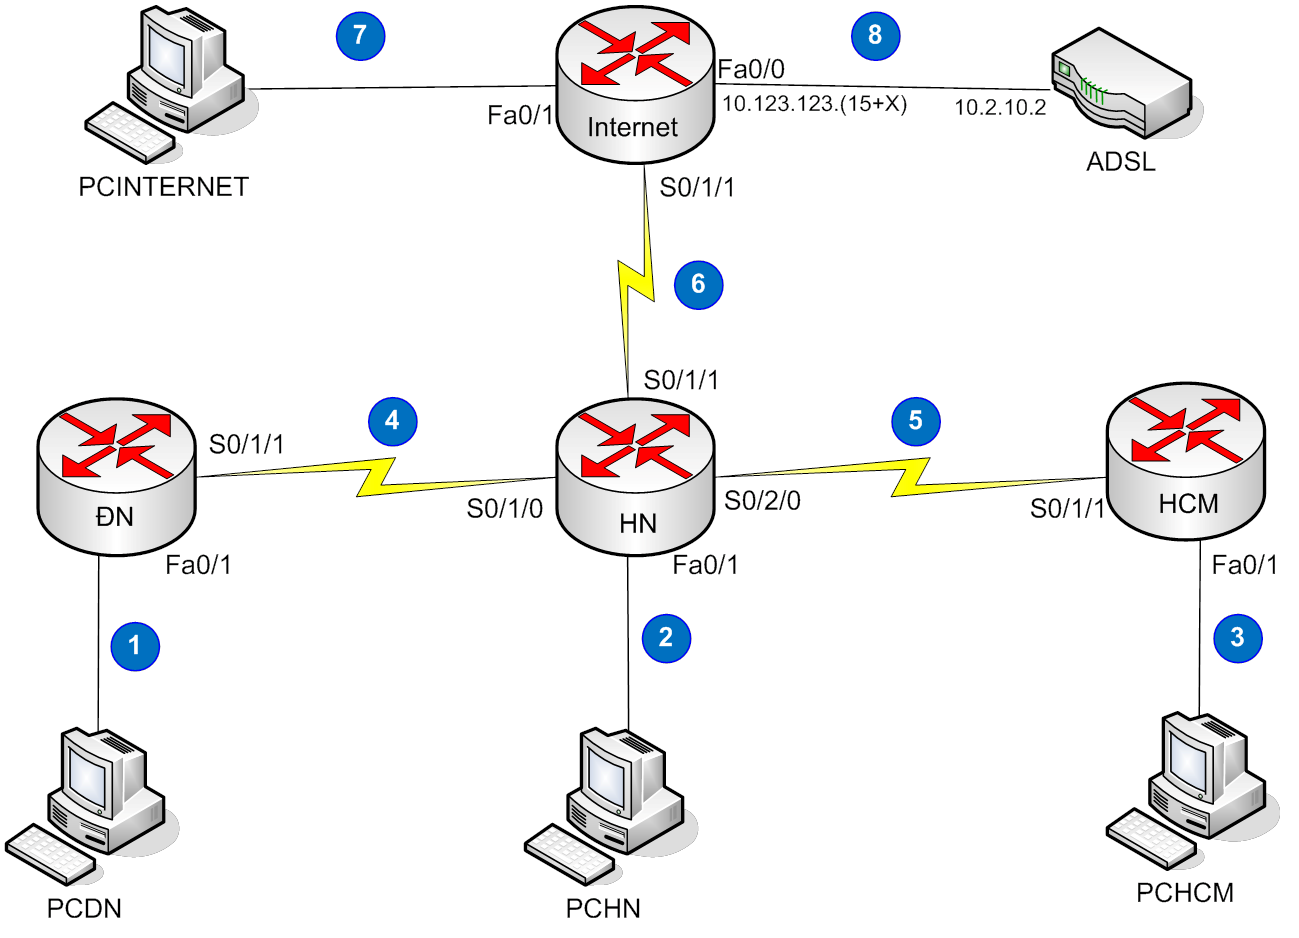 7
8
Fa0/0
10.123.123.(15+X)
10.2.10.2
Fa0/1
Internet
ADSL
PCINTERNET
S0/1/1
6
S0/1/1
4
5
S0/1/1
S0/1/0
S0/2/0
S0/1/1
ĐN
HN
HCM
Fa0/1
Fa0/1
Fa0/1
1
2
3
PCDN
PCHN
PCHCM